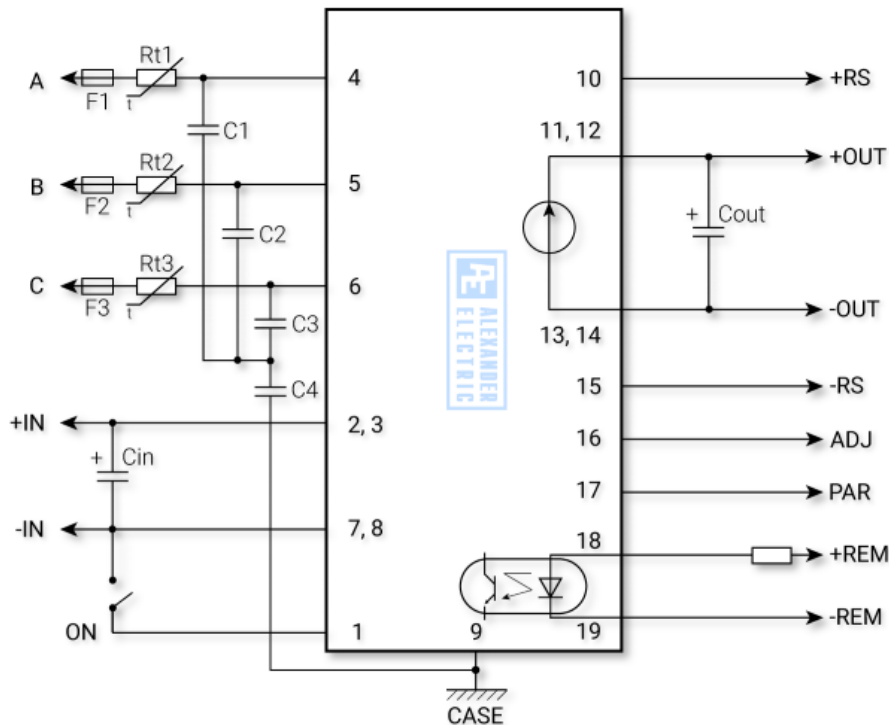 Rt1
A
F1
t
4
10
+RS
C1
11, 12
+OUT
Rt2
B
F2
t
5
C2
+
Cout
Rt3
C
F3
t
6
C3
-OUT
13, 14
C4
ÆE
ALEXANDER
ELECTRIC
15
-RS
+IN
2, 3
16
ADJ
+
Cin
17
PAR
-IN
7, 8
18
+REM
ON
1
9
19
-REM
CASE